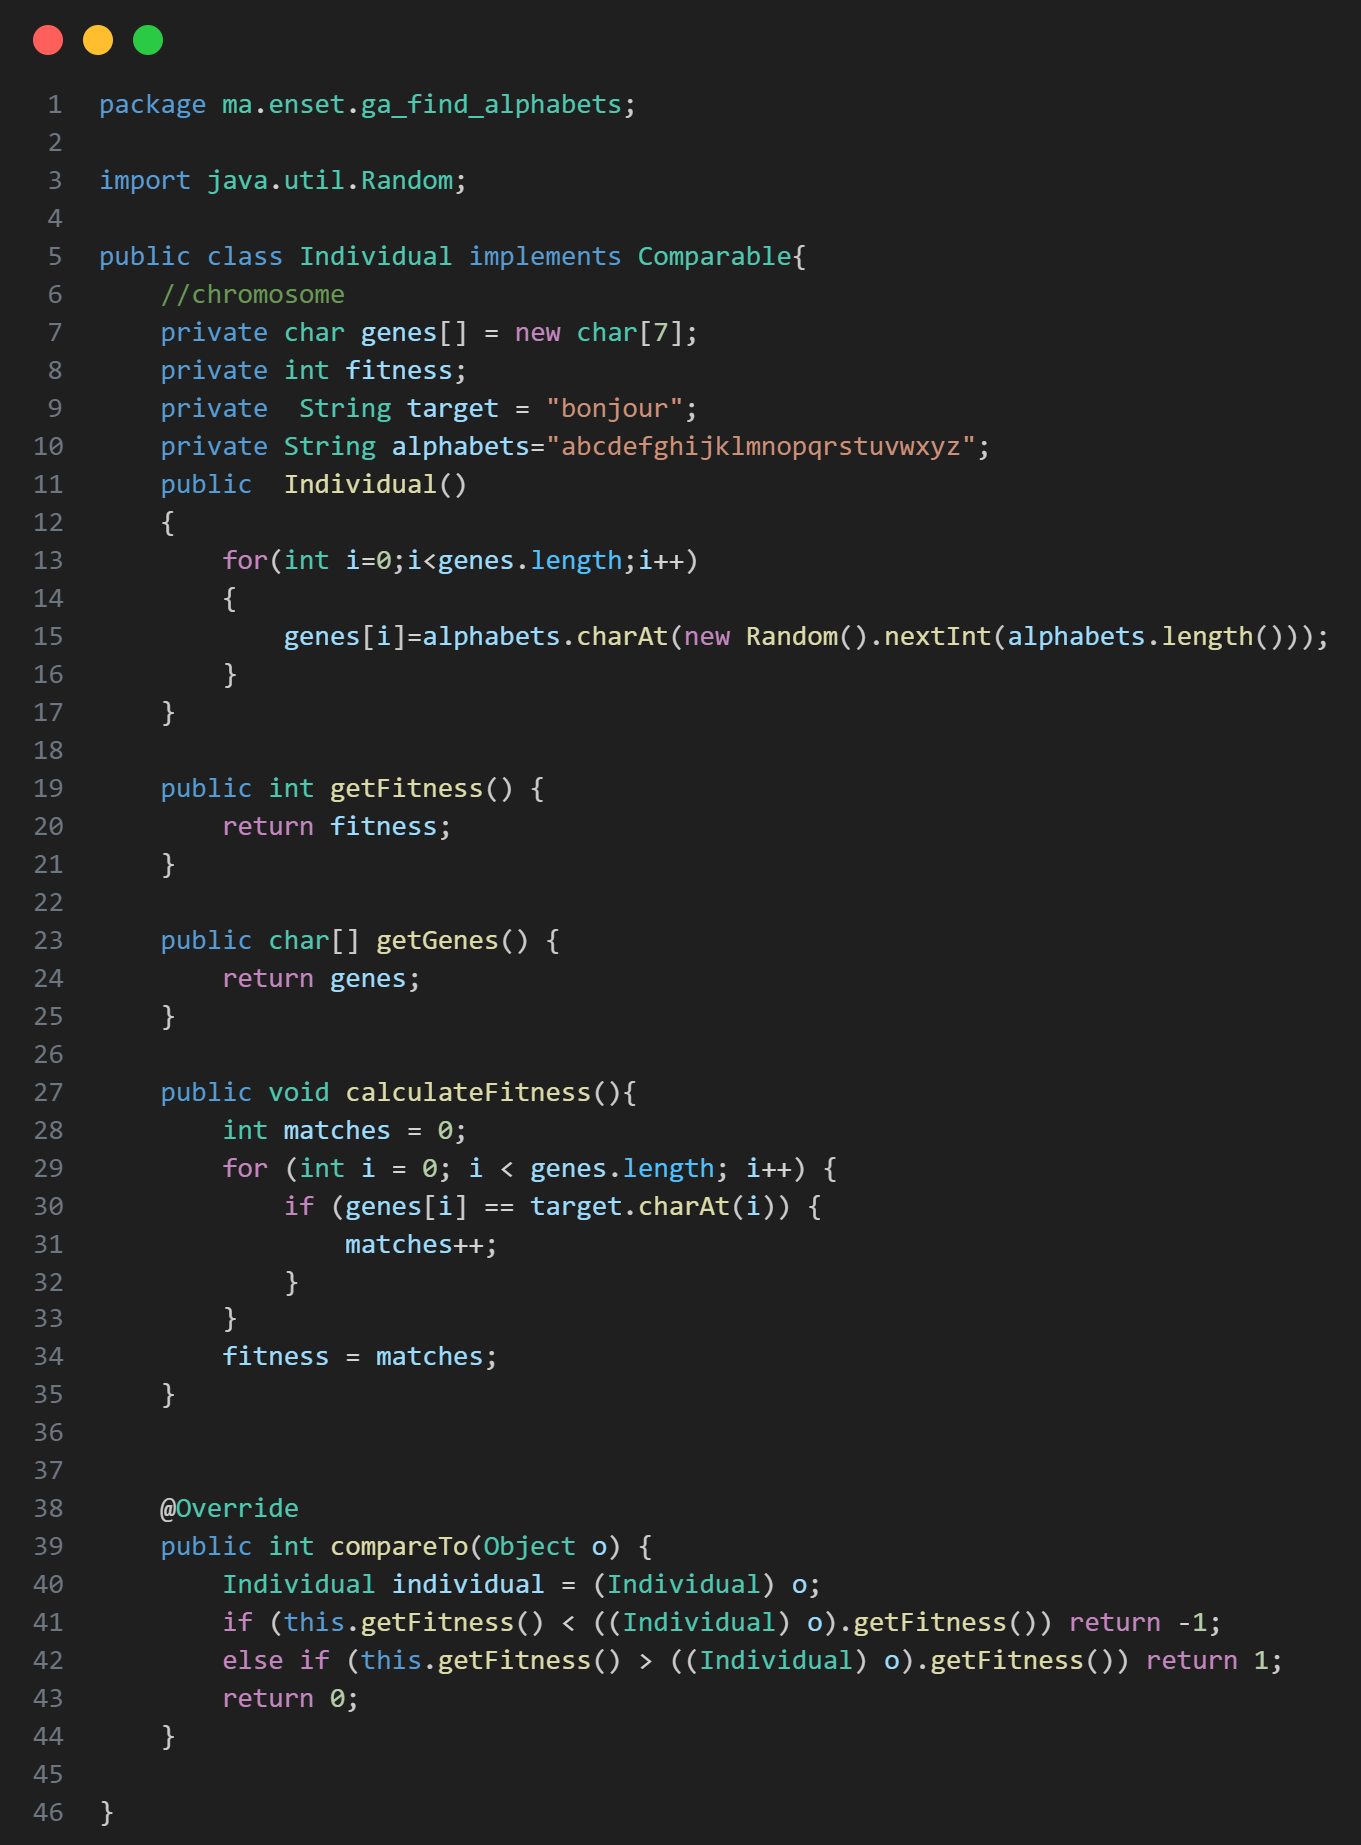 1 package ma.enset.ga_find_alphabets;
2
3 import java.util.Random;
4
5 public class Individual implements Comparable{
6     //chromosome
7     private char genes[] = new char[7];
8     private int fitness;
9     private  String target = "bonjour";
10     private String alphabets="abcdefghijklmnopqrstuvwxyz";
11     public  Individual()
12     {
13         for(int i=0;i<genes.length;i++)
14         {
15             genes[i]=alphabets.charAt(new Random().nextInt(alphabets.length()));
16         }
17     }
18
19     public int getFitness() {
20         return fitness;
21     }
22
23     public char[] getGenes() {
24         return genes;
25     }
26
27     public void calculateFitness(){
28         int matches = 0;
29         for (int i = 0; i < genes.length; i++) {
30             if (genes[i] == target.charAt(i)) {
31                 matches++;
32             }
33         }
34         fitness = matches;
35     }
36
37
38     @Override
39     public int compareTo(Object o) {
40         Individual individual = (Individual) o;
41         if (this.getFitness() < ((Individual) o).getFitness()) return -1;
42         else if (this.getFitness() > ((Individual) o).getFitness()) return 1;
43         return 0;
44     }
45
46 }